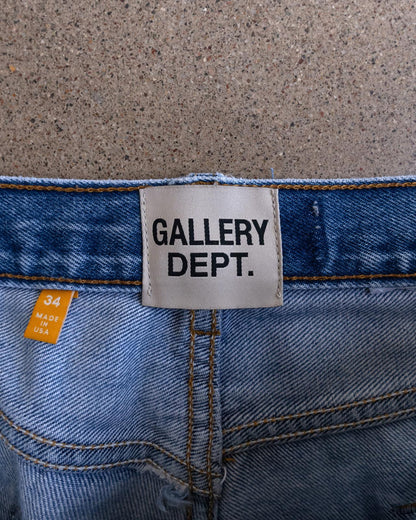 GALLERY
DEPT.
34
MADE
IN
USA